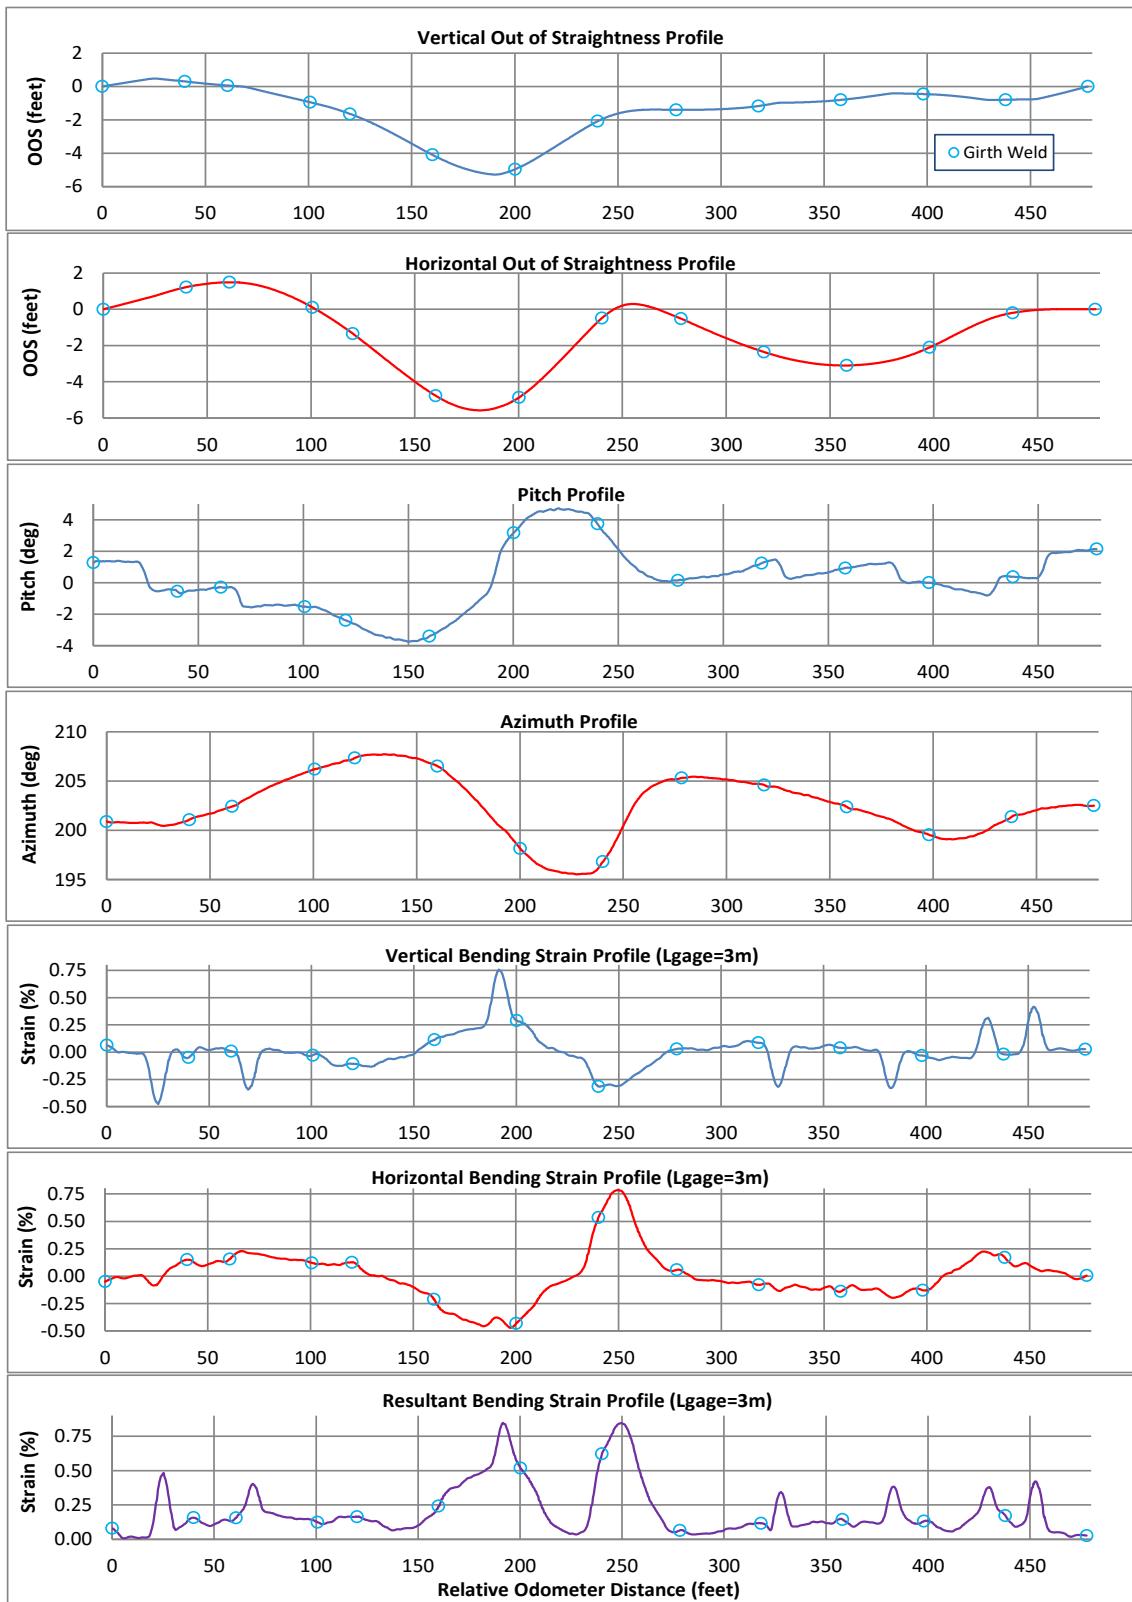 Vertical Out of Straightness Profile
OOS (feet)
2
0
-2
-4
-6
Girth Weld
0 50 100 150 200 250 300 350 400 450
Horizontal Out of Straightness Profile
OOS (feet)
2
0
-2
-4
-6
0 50 100 150 200 250 300 350 400 450
Pitch Profile
Pitch (deg)
4
2
0
-2
-4
0 50 100 150 200 250 300 350 400 450
Azimuth Profile
Azimuth (deg)
210
205
200
195
0 50 100 150 200 250 300 350 400 450
Vertical Bending Strain Profile (Lgage=3m)
Strain (%)
0.75
0.50
0.25
0.00
-0.25
-0.50
0 50 100 150 200 250 300 350 400 450
Horizontal Bending Strain Profile (Lgage=3m)
Strain (%)
0.75
0.50
0.25
0.00
-0.25
-0.50
0 50 100 150 200 250 300 350 400 450
Resultant Bending Strain Profile (Lgage=3m)
Strain (%)
0.75
0.50
0.25
0.00
0 50 100 150 200 250 300 350 400 450
Relative Odometer Distance (feet)